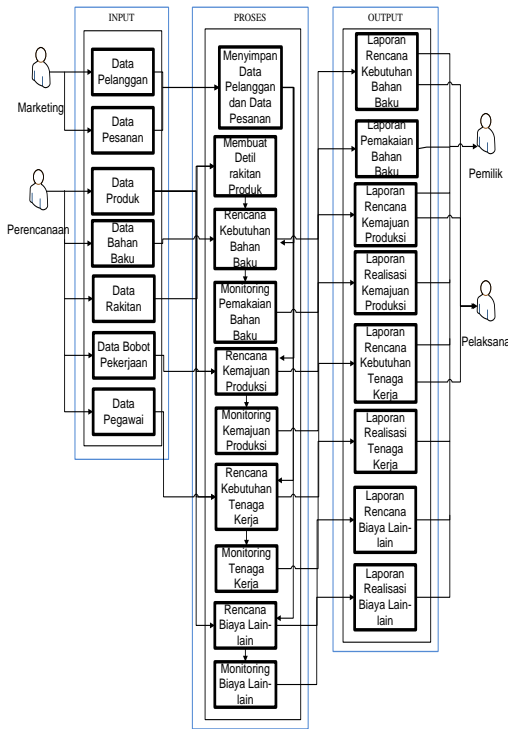 INPUT
PROSES
OUTPUT
Marketing
Perencanaan
Data
Pelanggan
Data
Pesanan
Data
Produk
Data
Bahan
Baku
Data
Rakitan
Data Bobot
Pekerjaan
Data
Pegawai
Menyimpan
Data
Pelanggan
dan Data
Pesanan
Membuat
Detil
rakitan
Produk
Rencana
Kebutuhan
Bahan
Baku
Monitoring
Pemakaian
Bahan
Baku
Rencana
Kemajuan
Produksi
Monitoring
Kemajuan
Produksi
Rencana
Kebutuhan
Tenaga
Kerja
Monitoring
Tenaga
Kerja
Rencana
Biaya Lain-
lain
Monitoring
Biaya Lain-
lain
Laporan
Rencana
Kebutuhan
Bahan
Baku
Laporan
Pemakaian
Bahan
Baku
Laporan
Rencana
Kemajuan
Produksi
Laporan
Realisasi
Kemajuan
Produksi
Laporan
Rencana
Kebutuhan
Tenaga
Kerja
Laporan
Realisasi
Tenaga
Kerja
Laporan
Rencana
Biaya Lain-
lain
Laporan
Realisasi
Biaya Lain-
lain
Pemilik
Pelaksana